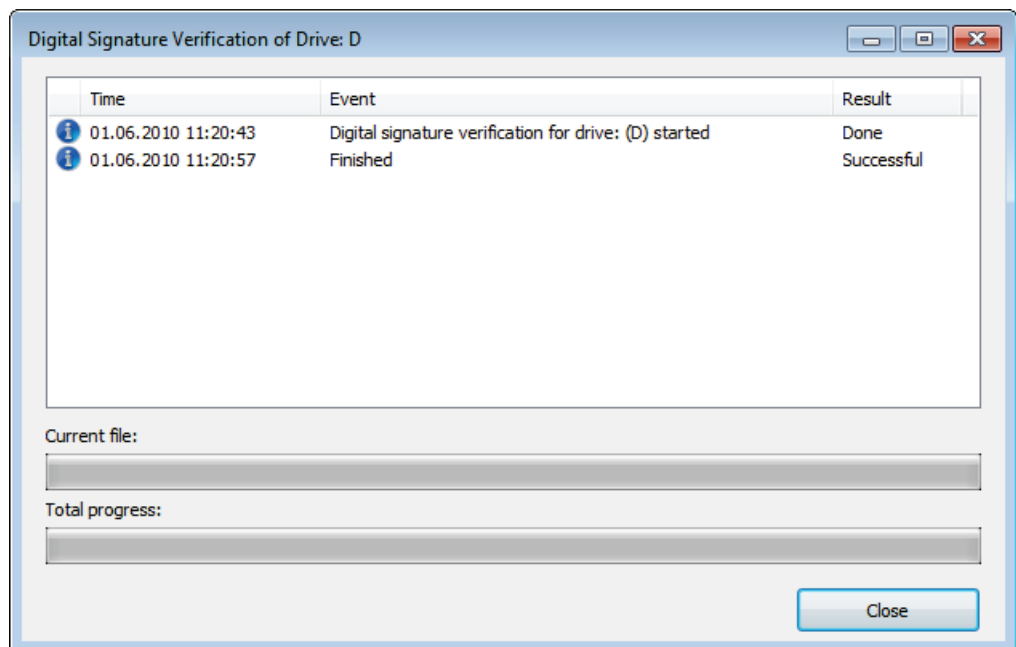 Digital Signature Verification of Drive: D
Time Event Result
01.06.2010 11:20:43 Digital signature verification for drive: (D) started Done
01.06.2010 11:20:57 Finished Successful
Current file:
Total progress:
Close